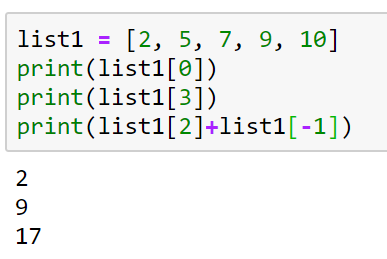 list1 = [2, 5, 7, 9, 10]
print(list1[0])
print(list1[3])
print(list1[2]+list1[-1])
2
9
17